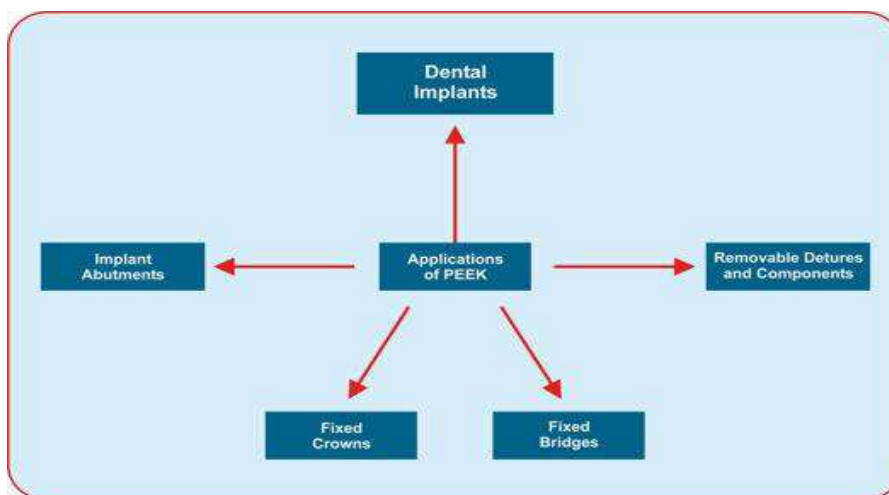 Dental
Implants
Implant
Abutments
Applications
of PEEK
Removable Detures
and Components
Fixed
Crowns
Fixed
Bridges